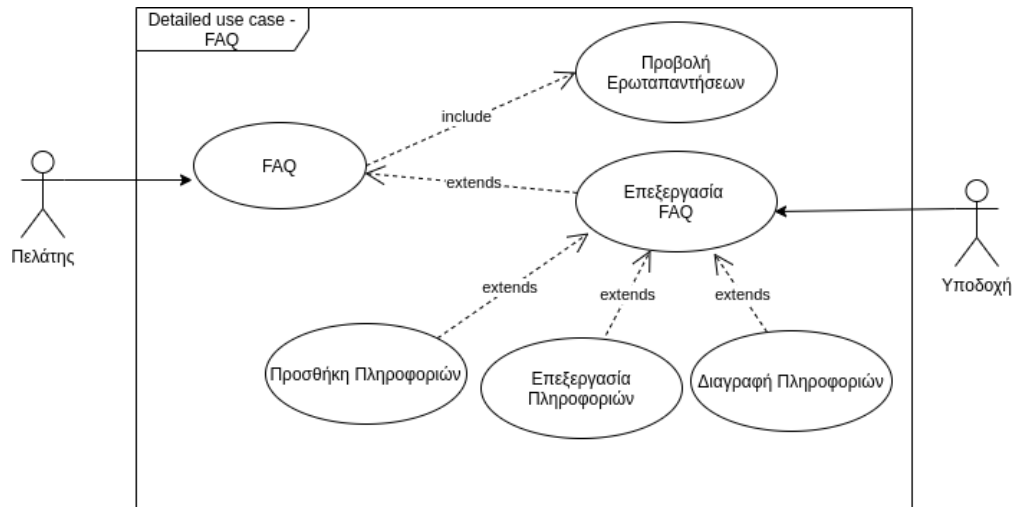 Detailed use case -
FAQ
Προβολή
Ερωταπαντήσεων
include
FAQ
extends
Επεξεργασία
FAQ
Πελάτης
Υποδοχή
extends
extends
extends
Προσθήκη Πληροφοριών
Επεξεργασία
Πληροφοριών
Διαγραφή Πληροφοριών